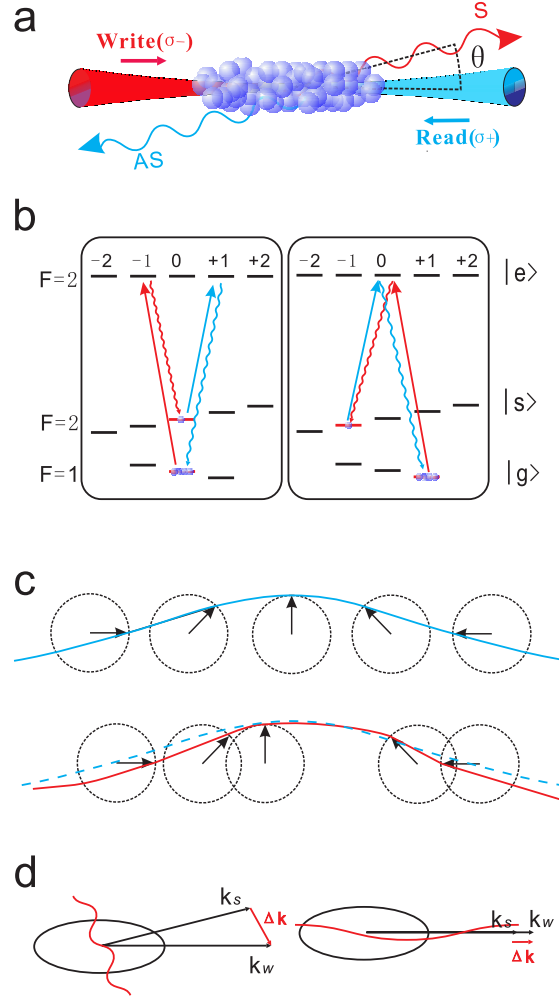 a
S
Write(σ−)
θ
AS
Read(σ+)
b
−2 −1 0 +1 +2
−2 −1 0 +1 +2
F=2
|e⟩
F=2
|s⟩
F=1
|g⟩
c
d
ks
Δk
kw
ks kw
Δk